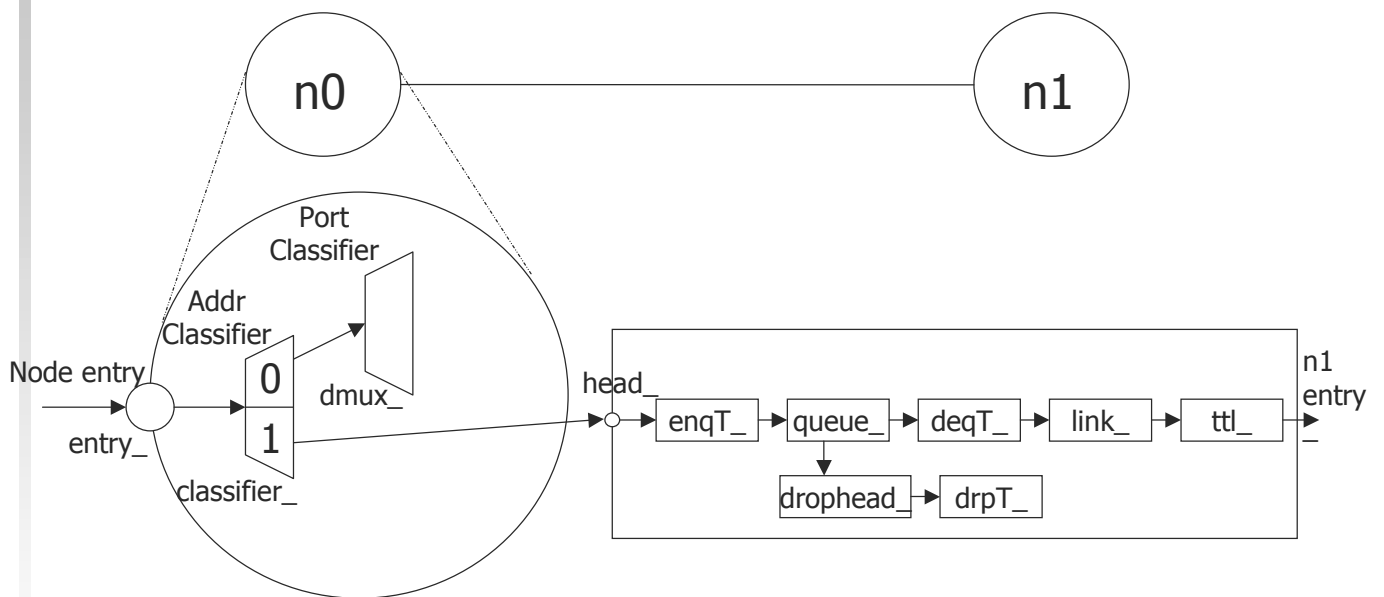 n0
n1
Port
Classifier
Addr
Classifier
0
1
dmux_
classifier_
Node entry
entry_
head_
enqT_
queue_
deqT_
link_
ttl_
drophead_
drpT_
n1
entry
_